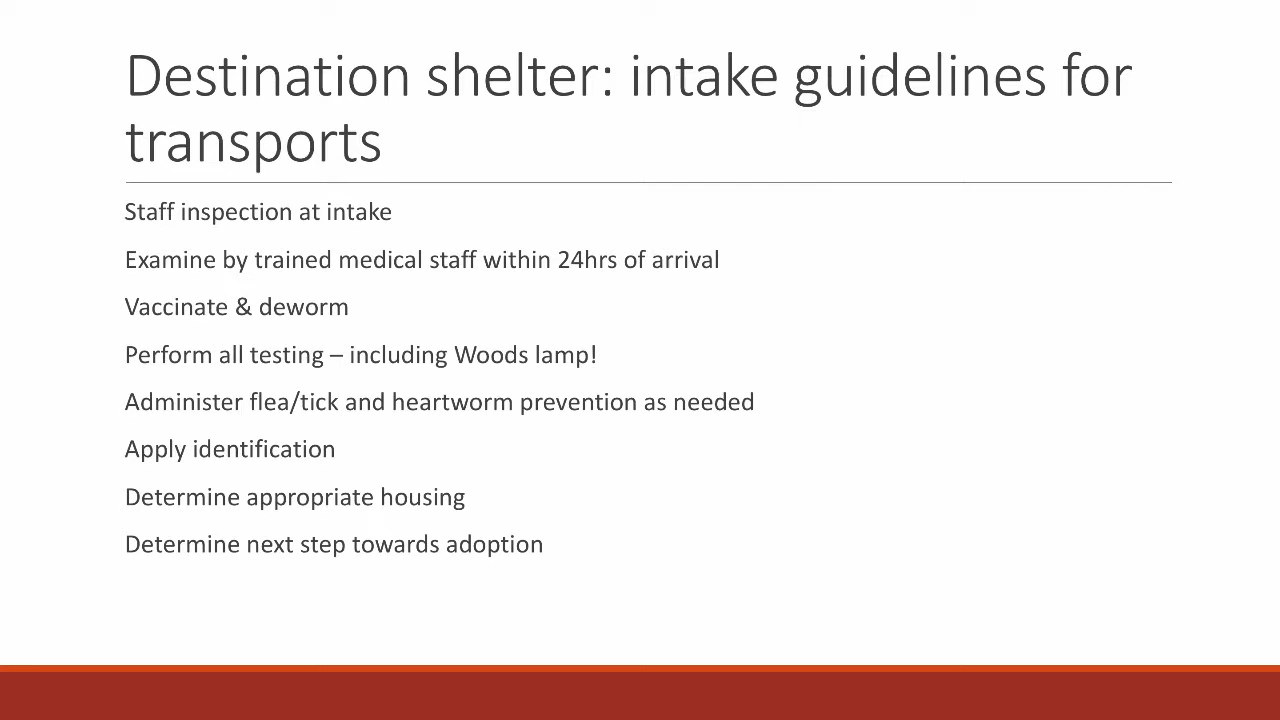 Destination shelter: intake guidelines for
transports
Staff inspection at intake
Examine by trained medical staff within 24hrs of arrival
Vaccinate & deworm
Perform all testing – including Woods lamp!
Administer flea/tick and heartworm prevention as needed
Apply identification
Determine appropriate housing
Determine next step towards adoption